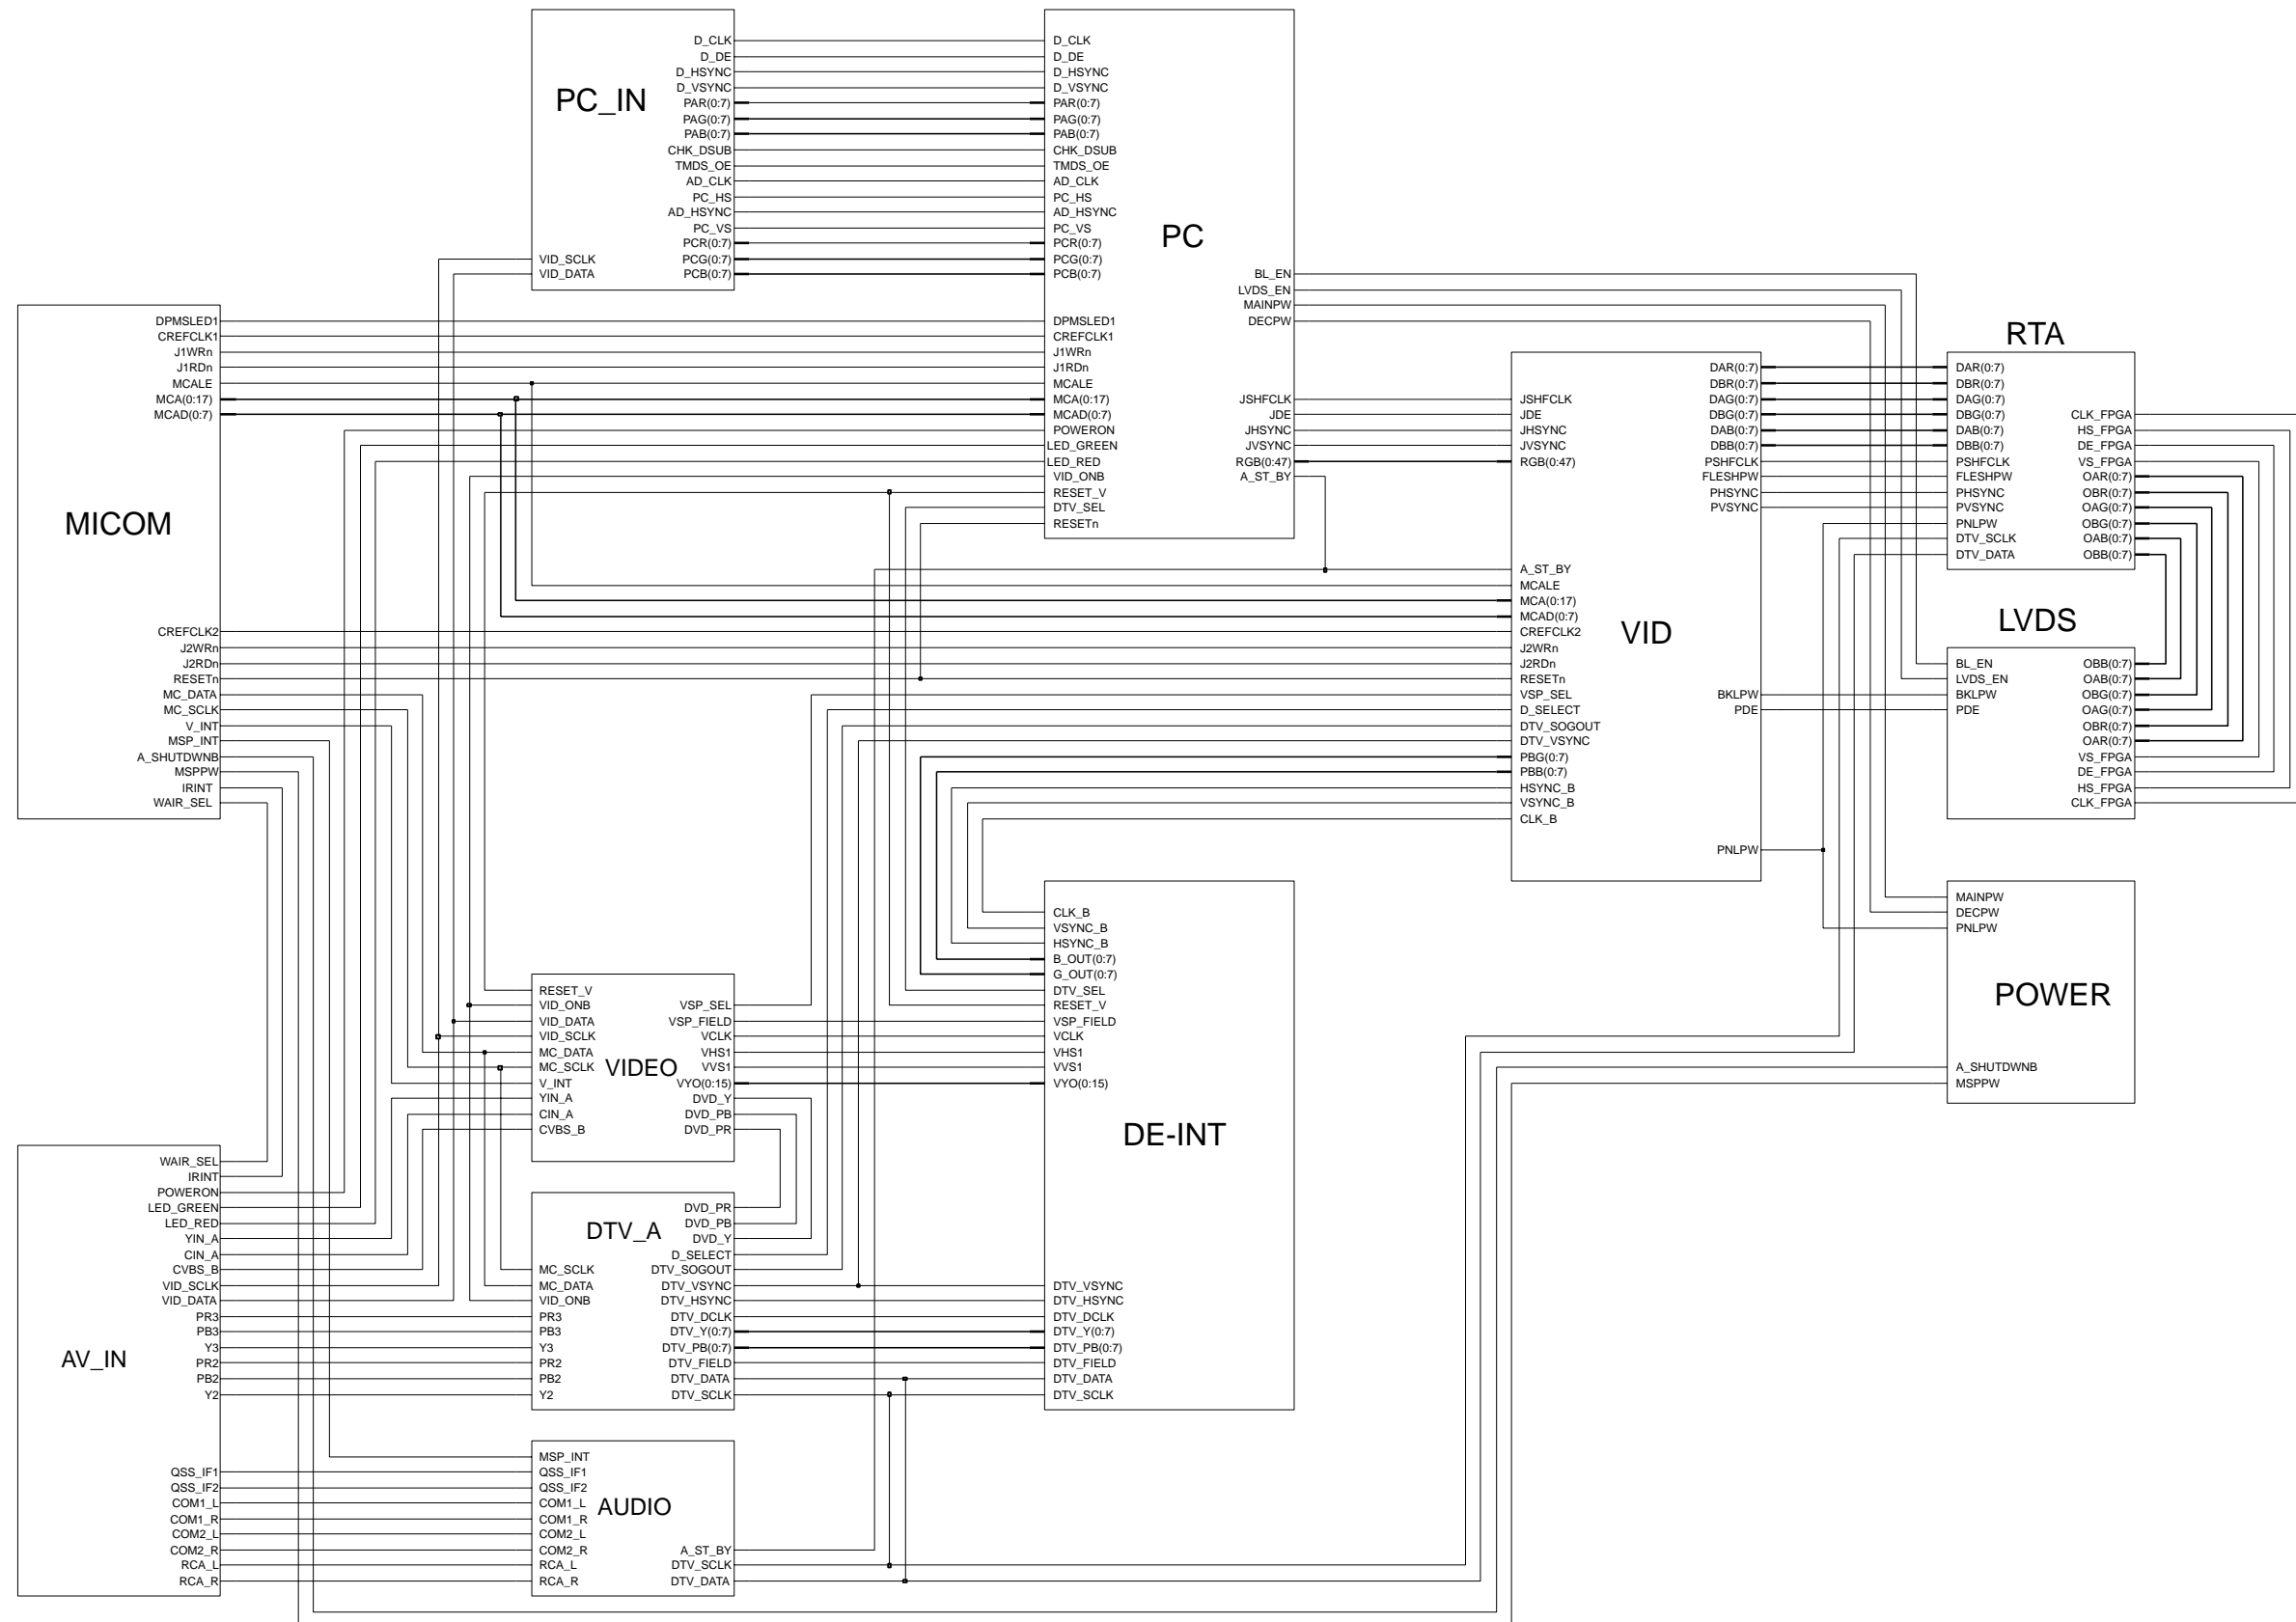 PC_IN
D_CLK
D_DE
D_HSYNC
D_VSYNC
PAR(0:7)
PAG(0:7)
PAB(0:7)
CHK_DSUB
TMDS_OE
AD_CLK
PC_HS
AD_HSYNC
PC_VS
PCR(0:7)
PCG(0:7)
PCB(0:7)
VID_SCLK
VID_DATA
PC
D_CLK
D_DE
D_HSYNC
D_VSYNC
PAR(0:7)
PAG(0:7)
PAB(0:7)
CHK_DSUB
TMDS_OE
AD_CLK
PC_HS
AD_HSYNC
PC_VS
PCR(0:7)
PCG(0:7)
PCB(0:7)
DPMSLED1
CREFCLK1
J1WRn
J1RDn
MCALE
MCA(0:17)
MCAD(0:7)
POWERON
LED_GREEN
LED_RED
VID_ONB
RESET_V
DTV_SEL
RESETn
BL_EN
LVDS_EN
MAINPW
DECPW
JSHFCLK
JDE
JHSYNC
JVSYNC
RGB(0:47)
A_ST_BY
MICOM
DPMSLED1
CREFCLK1
J1WRn
J1RDn
MCALE
MCA(0:17)
MCAD(0:7)
CREFCLK2
J2WRn
J2RDn
RESETn
MC_DATA
MC_SCLK
V_INT
MSP_INT
A_SHUTDWNB
MSPPW
IRINT
WAIR_SEL
VID
JSHFCLK
JDE
JHSYNC
JVSYNC
RGB(0:47)
A_ST_BY
MCALE
MCA(0:17)
MCAD(0:7)
CREFCLK2
J2WRn
J2RDn
RESETn
VSP_SEL
D_SELECT
DTV_SOGOUT
DTV_VSYNC
PBG(0:7)
PBB(0:7)
HSYNC_B
VSYNC_B
CLK_B
DAR(0:7)
DBR(0:7)
DAG(0:7)
DBG(0:7)
DAB(0:7)
DBB(0:7)
PSHFCLK
FLESHPW
PHSYNC
PVSYNC
BKLPW
PDE
PNLPW
RTA
DAR(0:7)
DBR(0:7)
DAG(0:7)
DBG(0:7)
DAB(0:7)
DBB(0:7)
PSHFCLK
FLESHPW
PHSYNC
PVSYNC
PNLPW
DTV_SCLK
DTV_DATA
CLK_FPGA
HS_FPGA
DE_FPGA
VS_FPGA
OAR(0:7)
OBR(0:7)
OAG(0:7)
OBG(0:7)
OAB(0:7)
OBB(0:7)
LVDS
BL_EN
LVDS_EN
BKLPW
PDE
OBB(0:7)
OAB(0:7)
OBG(0:7)
OAG(0:7)
OBR(0:7)
OAR(0:7)
VS_FPGA
DE_FPGA
HS_FPGA
CLK_FPGA
POWER
MAINPW
DECPW
PNLPW
A_SHUTDWNB
MSPPW
VIDEO
RESET_V
VID_ONB
VID_DATA
VID_SCLK
MC_DATA
MC_SCLK
V_INT
YIN_A
CIN_A
CVBS_B
VSP_SEL
VSP_FIELD
VCLK
VHS1
VVS1
VYO(0:15)
DVD_Y
DVD_PB
DVD_PR
DE-INT
CLK_B
VSYNC_B
HSYNC_B
B_OUT(0:7)
G_OUT(0:7)
DTV_SEL
RESET_V
VSP_FIELD
VCLK
VHS1
VVS1
VYO(0:15)
DTV_VSYNC
DTV_HSYNC
DTV_DCLK
DTV_Y(0:7)
DTV_PB(0:7)
DTV_FIELD
DTV_DATA
DTV_SCLK
AV_IN
WAIR_SEL
IRINT
POWERON
LED_GREEN
LED_RED
YIN_A
CIN_A
CVBS_B
VID_SCLK
VID_DATA
PR3
PB3
Y3
PR2
PB2
Y2
QSS_IF1
QSS_IF2
COM1_L
COM1_R
COM2_L
COM2_R
RCA_L
RCA_R
DTV_A
MC_SCLK
MC_DATA
VID_ONB
PR3
PB3
Y3
PR2
PB2
Y2
DVD_PR
DVD_PB
DVD_Y
D_SELECT
DTV_SOGOUT
DTV_VSYNC
DTV_HSYNC
DTV_DCLK
DTV_Y(0:7)
DTV_PB(0:7)
DTV_FIELD
DTV_DATA
DTV_SCLK
AUDIO
MSP_INT
QSS_IF1
QSS_IF2
COM1_L
COM1_R
COM2_L
COM2_R
RCA_L
RCA_R
A_ST_BY
DTV_SCLK
DTV_DATA